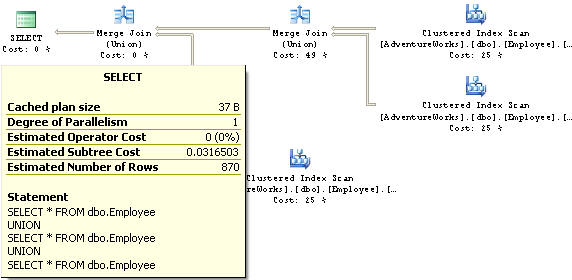 SELECT
Cost: 0 %
Merge Join
(Union)
Cost: 0 %
Merge Join
(Union)
Cost: 49 %
Clustered Index Scan
[AdventureWorks].[dbo].[Employee].[…
Cost: 25 %
Clustered Index Scan
[AdventureWorks].[dbo].[Employee].[…
Cost: 25 %
Clustered Index Scan
reWorks].[dbo].[Employee].[…
Cost: 25 %
SELECT
Cached plan size 37 B
Degree of Parallelism 1
Estimated Operator Cost 0 (0%)
Estimated Subtree Cost 0.0316503
Estimated Number of Rows 870
Statement
SELECT * FROM dbo.Employee
UNION
SELECT * FROM dbo.Employee
UNION
SELECT * FROM dbo.Employee